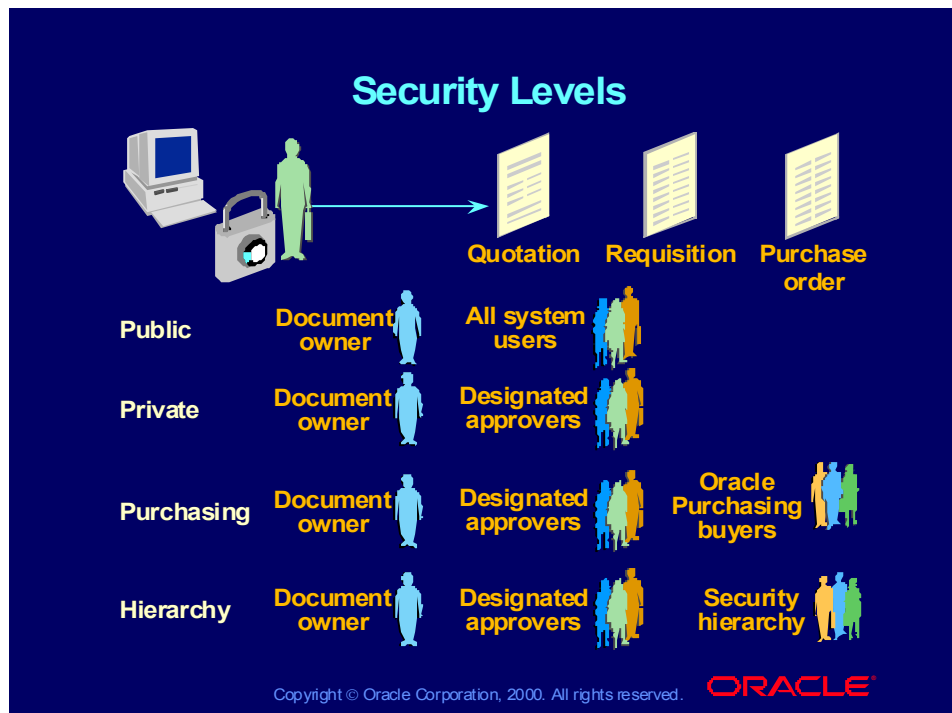 Security Levels
Quotation
Requisition
Purchase
order
Public
Document
owner
All system
users
Private
Document
owner
Designated
approvers
Purchasing
Document
owner
Designated
approvers
Oracle
Purchasing
buyers
Hierarchy
Document
owner
Designated
approvers
Security
hierarchy
Copyright © Oracle Corporation, 2000. All rights reserved.
ORACLE®